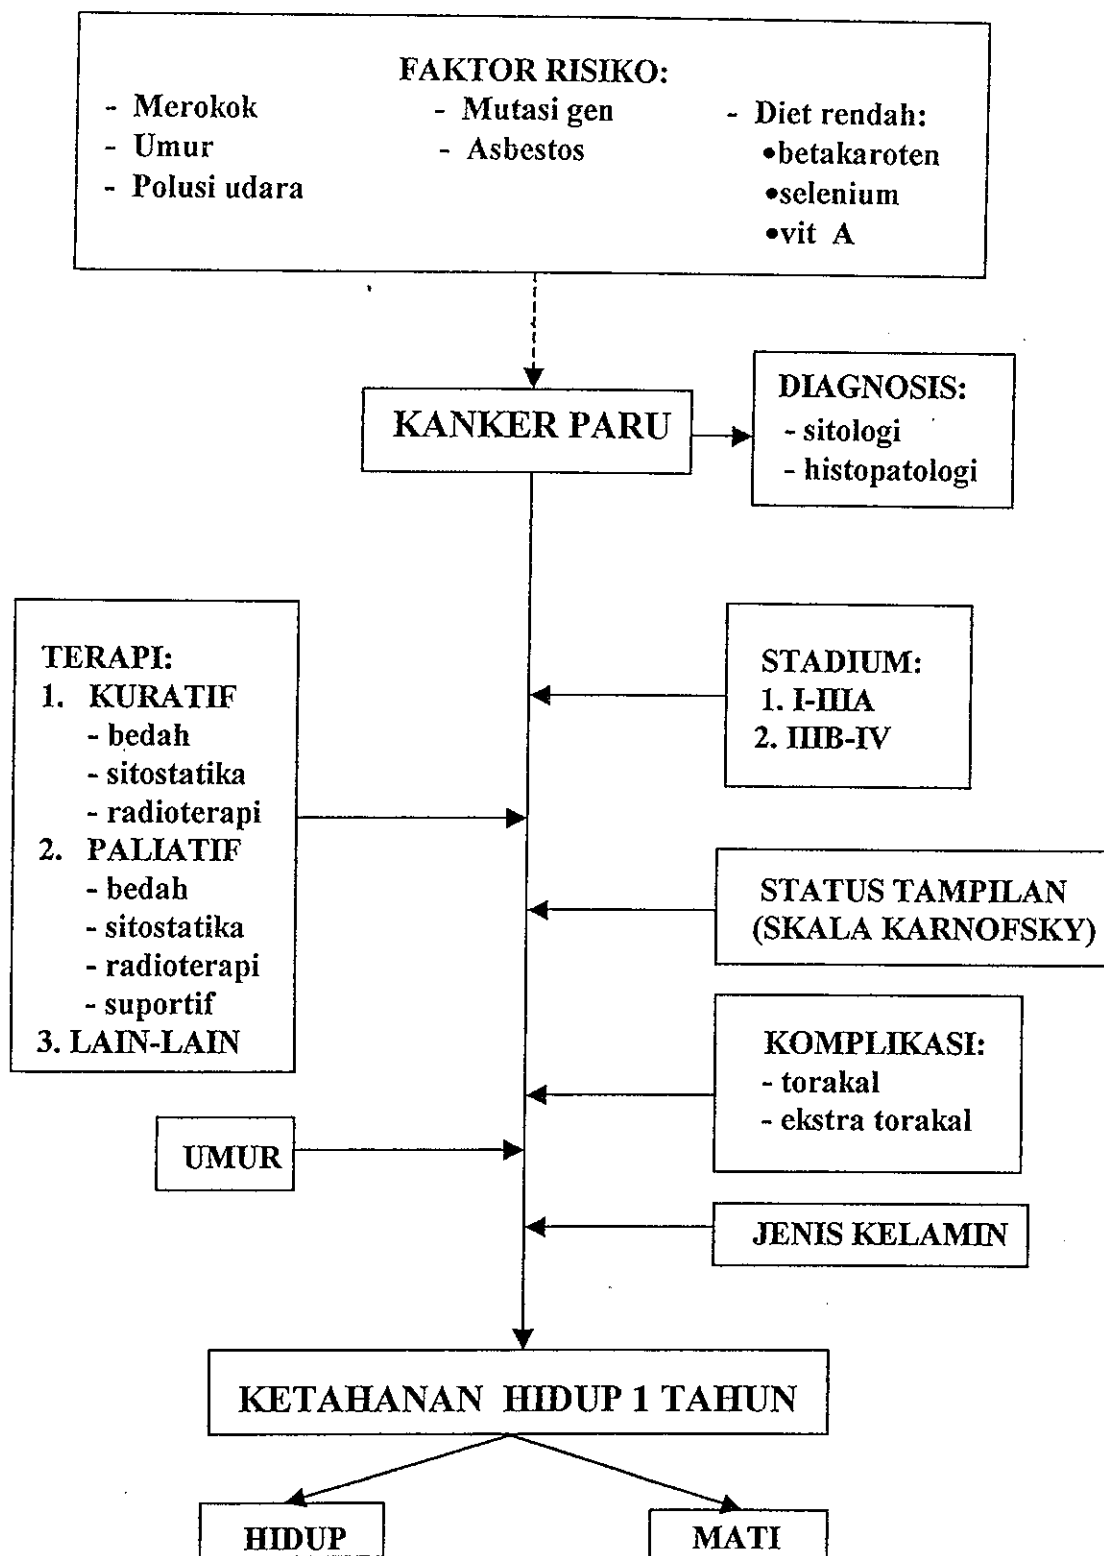 FAKTOR RISIKO:
- Merokok
- Umur
- Polusi udara
- Mutasi gen
- Asbestos
- Diet rendah:
•betakaroten
•selenium
•vit A
KANKER PARU
DIAGNOSIS:
- sitologi
- histopatologi
TERAPI:
1. KURATIF
- bedah
- sitostatika
- radioterapi
2. PALIATIF
- bedah
- sitostatika
- radioterapi
- suportif
3. LAIN-LAIN
STADIUM:
1. I-IIIA
2. IIIB-IV
STATUS TAMPILAN
(SKALA KARNOFSKY)
KOMPLIKASI:
- torakal
- ekstra torakal
UMUR
JENIS KELAMIN
KETAHANAN HIDUP 1 TAHUN
HIDUP
MATI